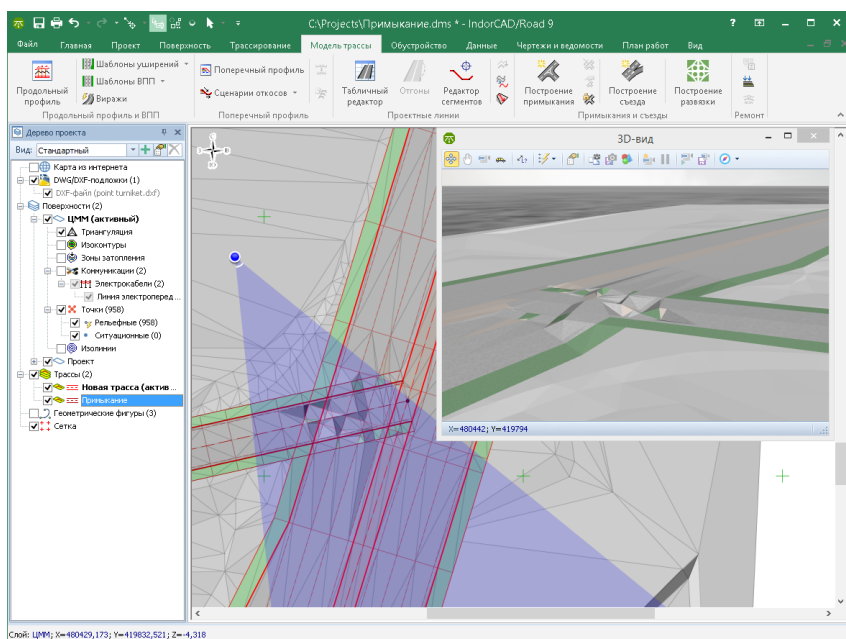 C:\Projects\Примыкание.dms * - IndorCAD/Road 9
Файл Главная Проект Поверхность Трассирование Модель трассы Обустройство Данные Чертежи и ведомости План работ Вид
Продольный профиль
Шаблоны уширений
Шаблоны ВПП
Виражи
Продольный профиль и ВПП
Поперечный профиль
Сценарии откосов
Поперечный профиль
Табличный редактор
Отгоны
Редактор сегментов
Проектные линии
Построение примыкания
Построение съезда
Построение развязки
Примыкания и съезды
Ремонт
Дерево проекта
Вид: Стандартный
Карта из интернета
DWG/DXF-подложки (1)
DXF-файл (point turniket.dxf)
Поверхности (2)
ЦММ (активный)
Триангуляция
Изоконтуры
Зоны затопления
Коммуникации (2)
Электрокабели (2)
Линия электроперед...
Точки (958)
Рельефные (958)
Ситуационные (0)
Изолинии
Проект
Трассы (2)
Новая трасса (актив...
Примыкание
Геометрические фигуры (3)
Сетка
3D-вид
X=480442; Y=419794
Слой: ЦММ; X=480429,173; Y=419832,521; Z=-4,318